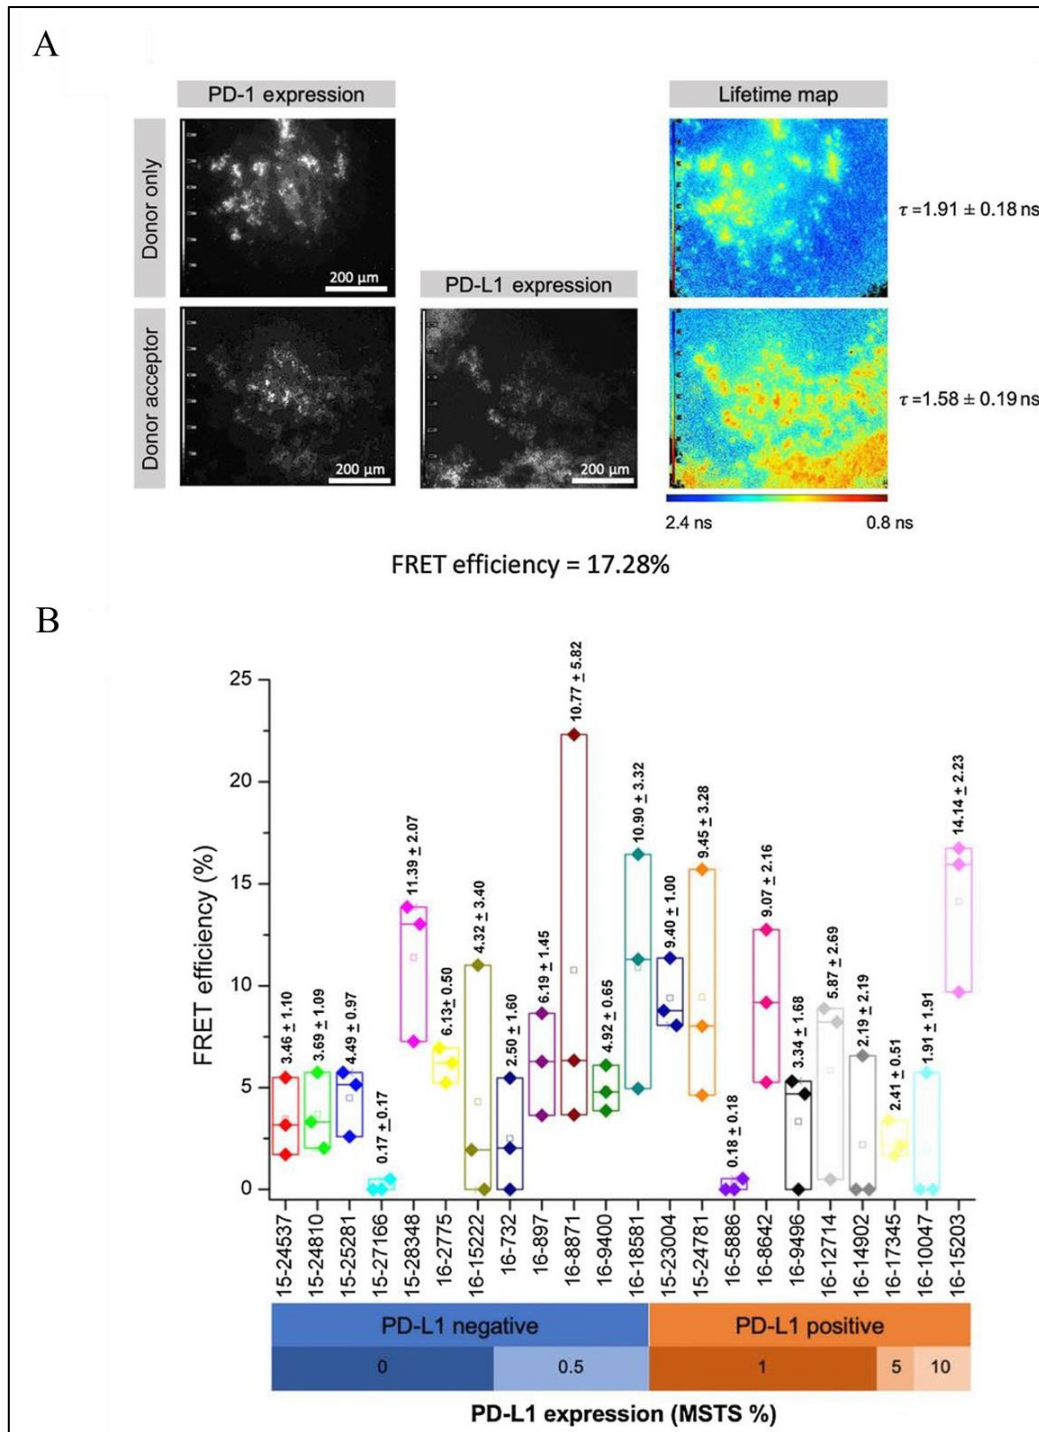 A
PD-1 expression
Lifetime map
Donor only
200 µm
τ =1.91 ± 0.18 ns
PD-L1 expression
Donor acceptor
200 µm
200 µm
τ =1.58 ± 0.19 ns
2.4 ns
0.8 ns
FRET efficiency = 17.28%
B
FRET efficiency (%)
25
20
15
10
5
0
3.46 ± 1.10
3.69 ± 1.09
4.49 ± 0.97
0.17 ± 0.17
11.39 ± 2.07
6.13± 0.50
4.32 ± 3.40
2.50 ± 1.60
6.19 ± 1.45
10.77 ± 5.82
4.92 ± 0.65
10.90 ± 3.32
9.40 ± 1.00
9.45 ± 3.28
0.18 ± 0.18
9.07 ± 2.16
3.34 ± 1.68
5.87 ± 2.69
2.19 ± 2.19
2.41 ± 0.51
1.91 ± 1.91
14.14 ± 2.23
15-24537
15-24810
15-25281
15-27166
15-28348
16-2775
16-15222
16-732
16-897
16-8871
16-9400
16-18581
15-23004
15-24781
16-5886
16-8642
16-9496
16-12714
16-14902
16-17345
16-10047
16-15203
PD-L1 negative
PD-L1 positive
0
0.5
1
5
10
PD-L1 expression (MSTS %)